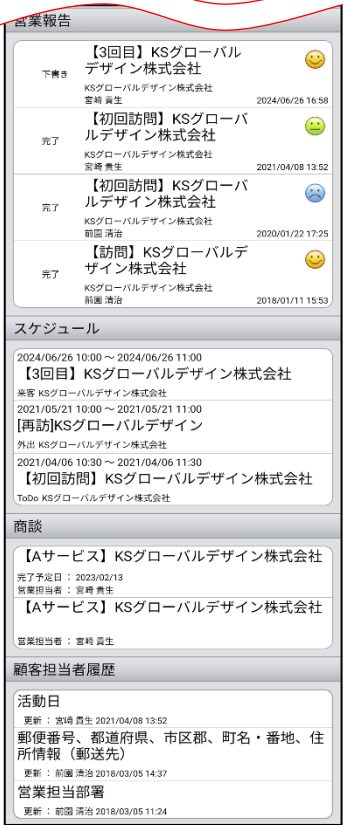 営業報告
【3回目】KSグローバル
デザイン株式会社
下書き
KSグローバルデザイン株式会社
宮崎 貴生
2024/06/26 16:58
【初回訪問】KSグローバ
ルデザイン株式会社
完了
KSグローバルデザイン株式会社
宮崎 貴生
2021/04/08 13:52
【初回訪問】KSグローバ
ルデザイン株式会社
完了
KSグローバルデザイン株式会社
前園 清治
2020/01/22 17:25
【訪問】KSグローバルデ
ザイン株式会社
完了
KSグローバルデザイン株式会社
前園 清治
2018/01/11 15:53
スケジュール
2024/06/26 10:00 ～ 2024/06/26 11:00
【3回目】KSグローバルデザイン株式会社
来客 KSグローバルデザイン株式会社
2021/05/21 10:00 ～ 2021/05/21 11:00
[再訪]KSグローバルデザイン
外出 KSグローバルデザイン株式会社
2021/04/06 10:30 ～ 2021/04/06 11:30
【初回訪問】KSグローバルデザイン株式会社
ToDo KSグローバルデザイン株式会社
商談
【Aサービス】KSグローバルデザイン株式会社
完了予定日 ： 2023/02/13
営業担当者 ： 宮崎 貴生
【Aサービス】KSグローバルデザイン株式会社
営業担当者 ： 宮崎 貴生
顧客担当者履歴
活動日
更新 ： 宮崎 貴生 2021/04/08 13:52
郵便番号、都道府県、市区郡、町名・番地、住
所情報（郵送先）
更新 ： 前園 清治 2018/03/05 14:37
営業担当部署
更新 ： 前園 清治 2018/03/05 11:24